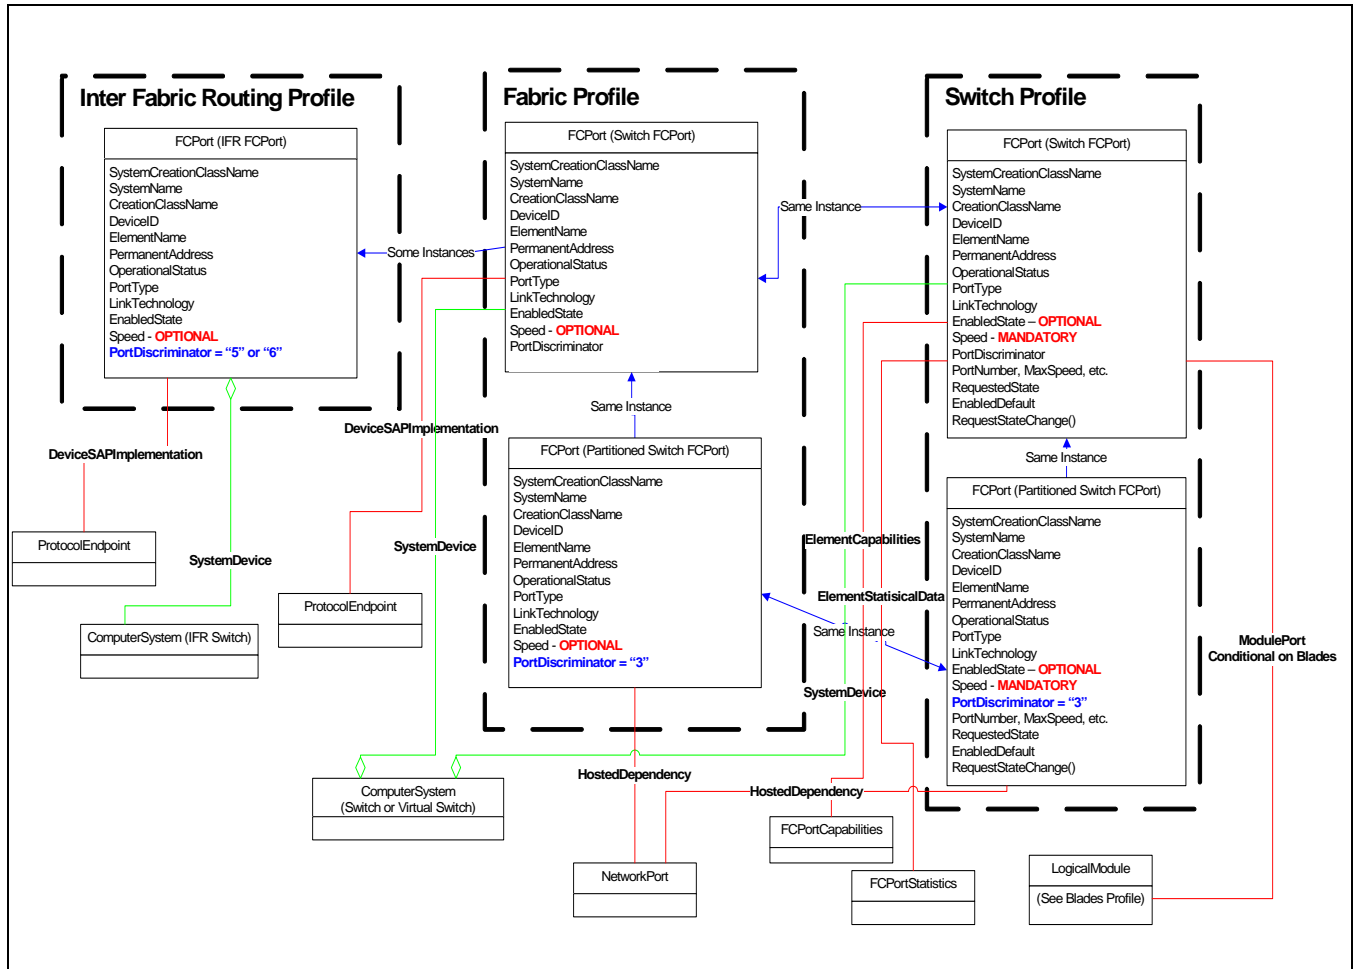 Inter Fabric Routing Profile
FCPort (IFR FCPort)
SystemCreationClassName
SystemName
CreationClassName
DeviceID
ElementName
PermanentAddress
OperationalStatus
PortType
LinkTechnology
EnabledState
Speed - OPTIONAL
PortDiscriminator = “5” or “6”
Fabric Profile
FCPort (Switch FCPort)
SystemCreationClassName
SystemName
CreationClassName
DeviceID
ElementName
PermanentAddress
OperationalStatus
PortType
LinkTechnology
EnabledState
Speed - OPTIONAL
PortDiscriminator
Switch Profile
FCPort (Switch FCPort)
SystemCreationClassName
SystemName
CreationClassName
DeviceID
ElementName
PermanentAddress
OperationalStatus
PortType
LinkTechnology
EnabledState – OPTIONAL
Speed - MANDATORY
PortDiscriminator
PortNumber, MaxSpeed, etc.
RequestedState
EnabledDefault
RequestStateChange()
Some Instances
Same Instance
Same Instance
Same Instance
DeviceSAPImplementation
DeviceSAPImplementation
FCPort (Partitioned Switch FCPort)
SystemCreationClassName
SystemName
CreationClassName
DeviceID
ElementName
PermanentAddress
OperationalStatus
PortType
LinkTechnology
EnabledState
Speed - OPTIONAL
PortDiscriminator = “3”
FCPort (Partitioned Switch FCPort)
SystemCreationClassName
SystemName
CreationClassName
DeviceID
ElementName
PermanentAddress
OperationalStatus
PortType
LinkTechnology
EnabledState – OPTIONAL
Speed - MANDATORY
PortDiscriminator = “3”
PortNumber, MaxSpeed, etc.
RequestedState
EnabledDefault
RequestStateChange()
ProtocolEndpoint
SystemDevice
SystemDevice
ElementCapabilities
ElementStatisicalData
Same Instance
ProtocolEndpoint
ComputerSystem (IFR Switch)
ModulePort
Conditional on Blades
SystemDevice
HostedDependency
HostedDependency
ComputerSystem
(Switch or Virtual Switch)
FCPortCapabilities
NetworkPort
FCPortStatistics
LogicalModule
(See Blades Profile)